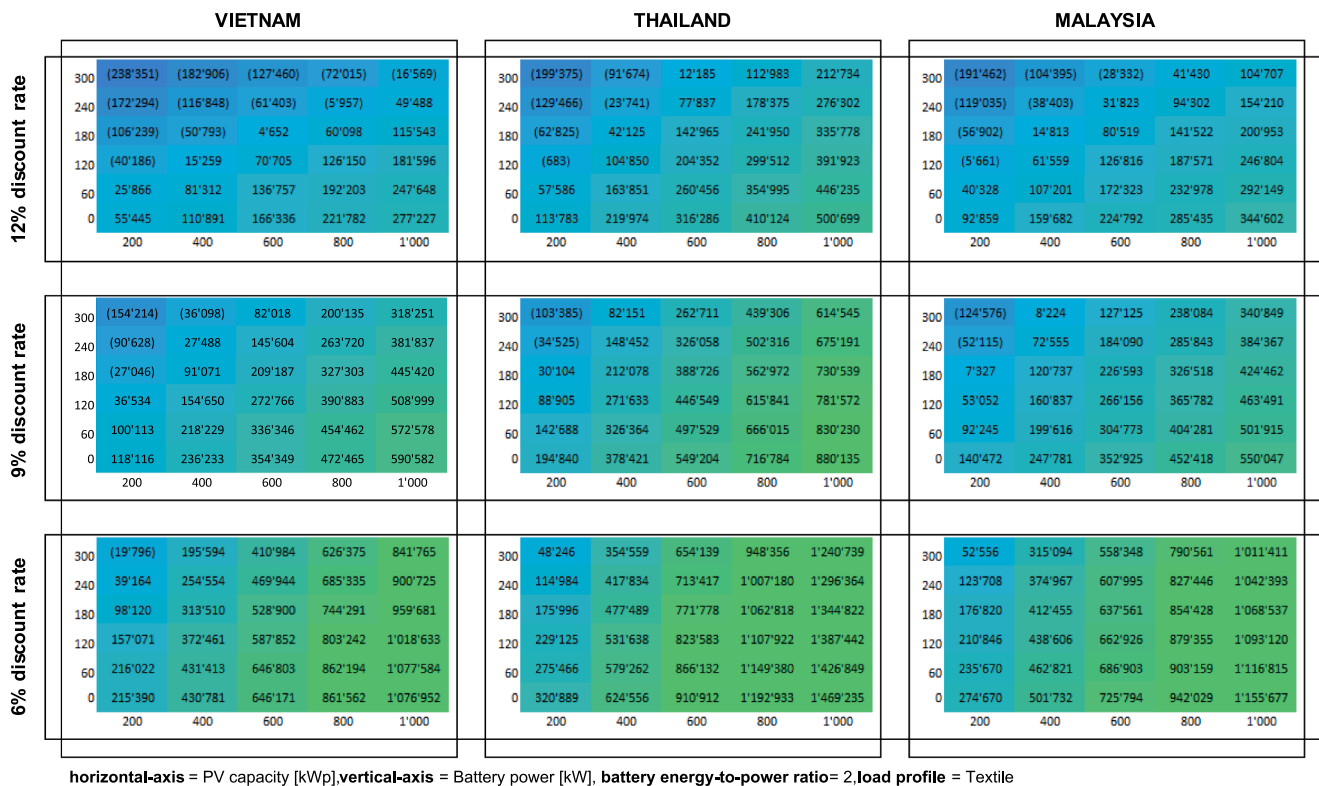 VIETNAM THAILAND MALAYSIA
12% discount rate
300 (238'351) (182'906) (127'460) (72'015) (16'569) 300 (199'375) (91'674) 12'185 112'983 212'734 300 (191'462) (104'395) (28'332) 41'430 104'707
240 (172'294) (116'848) (61'403) (5'957) 49'488 240 (129'466) (23'741) 77'837 178'375 276'302 240 (119'035) (38'403) 31'823 94'302 154'210
180 (106'239) (50'793) 4'652 60'098 115'543 180 (62'825) 42'125 142'965 241'950 335'778 180 (56'902) 14'813 80'519 141'522 200'953
120 (40'186) 15'259 70'705 126'150 181'596 120 (683) 104'850 204'352 299'512 391'923 120 (5'661) 61'559 126'816 187'571 246'804
60 25'866 81'312 136'757 192'203 247'648 60 57'586 163'851 260'456 354'995 446'235 60 40'328 107'201 172'323 232'978 292'149
0 55'445 110'891 166'336 221'782 277'227 0 113'783 219'974 316'286 410'124 500'699 0 92'859 159'682 224'792 285'435 344'602
200 400 600 800 1'000 200 400 600 800 1'000 200 400 600 800 1'000
9% discount rate
300 (154'214) (36'098) 82'018 200'135 318'251 300 (103'385) 82'151 262'711 439'306 614'545 300 (124'576) 8'224 127'125 238'084 340'849
240 (90'628) 27'488 145'604 263'720 381'837 240 (34'525) 148'452 326'058 502'316 675'191 240 (52'115) 72'555 184'090 285'843 384'367
180 (27'046) 91'071 209'187 327'303 445'420 180 30'104 212'078 388'726 562'972 730'539 180 7'327 120'737 226'593 326'518 424'462
120 36'534 154'650 272'766 390'883 508'999 120 88'905 271'633 446'549 615'841 781'572 120 53'052 160'837 266'156 365'782 463'491
60 100'113 218'229 336'346 454'462 572'578 60 142'688 326'364 497'529 666'015 830'230 60 92'245 199'616 304'773 404'281 501'915
0 118'116 236'233 354'349 472'465 590'582 0 194'840 378'421 549'204 716'784 880'135 0 140'472 247'781 352'925 452'418 550'047
200 400 600 800 1'000 200 400 600 800 1'000 200 400 600 800 1'000
6% discount rate
300 (19'796) 195'594 410'984 626'375 841'765 300 48'246 354'559 654'139 948'356 1'240'739 300 52'556 315'094 558'348 790'561 1'011'411
240 39'164 254'554 469'944 685'335 900'725 240 114'984 417'834 713'417 1'007'180 1'296'364 240 123'708 374'967 607'995 827'446 1'042'393
180 98'120 313'510 528'900 744'291 959'681 180 175'996 477'489 771'778 1'062'818 1'344'822 180 176'820 412'455 637'561 854'428 1'068'537
120 157'071 372'461 587'852 803'242 1'018'633 120 229'125 531'638 823'583 1'107'922 1'387'442 120 210'846 438'606 662'926 879'355 1'093'120
60 216'022 431'413 646'803 862'194 1'077'584 60 275'466 579'262 866'132 1'149'380 1'426'849 60 235'670 462'821 686'903 903'159 1'116'815
0 215'390 430'781 646'171 861'562 1'076'952 0 320'889 624'556 910'912 1'192'933 1'469'235 0 274'670 501'732 725'794 942'029 1'155'677
200 400 600 800 1'000 200 400 600 800 1'000 200 400 600 800 1'000
horizontal-axis = PV capacity [kWp],vertical-axis = Battery power [kW], battery energy-to-power ratio= 2,load profile = Textile